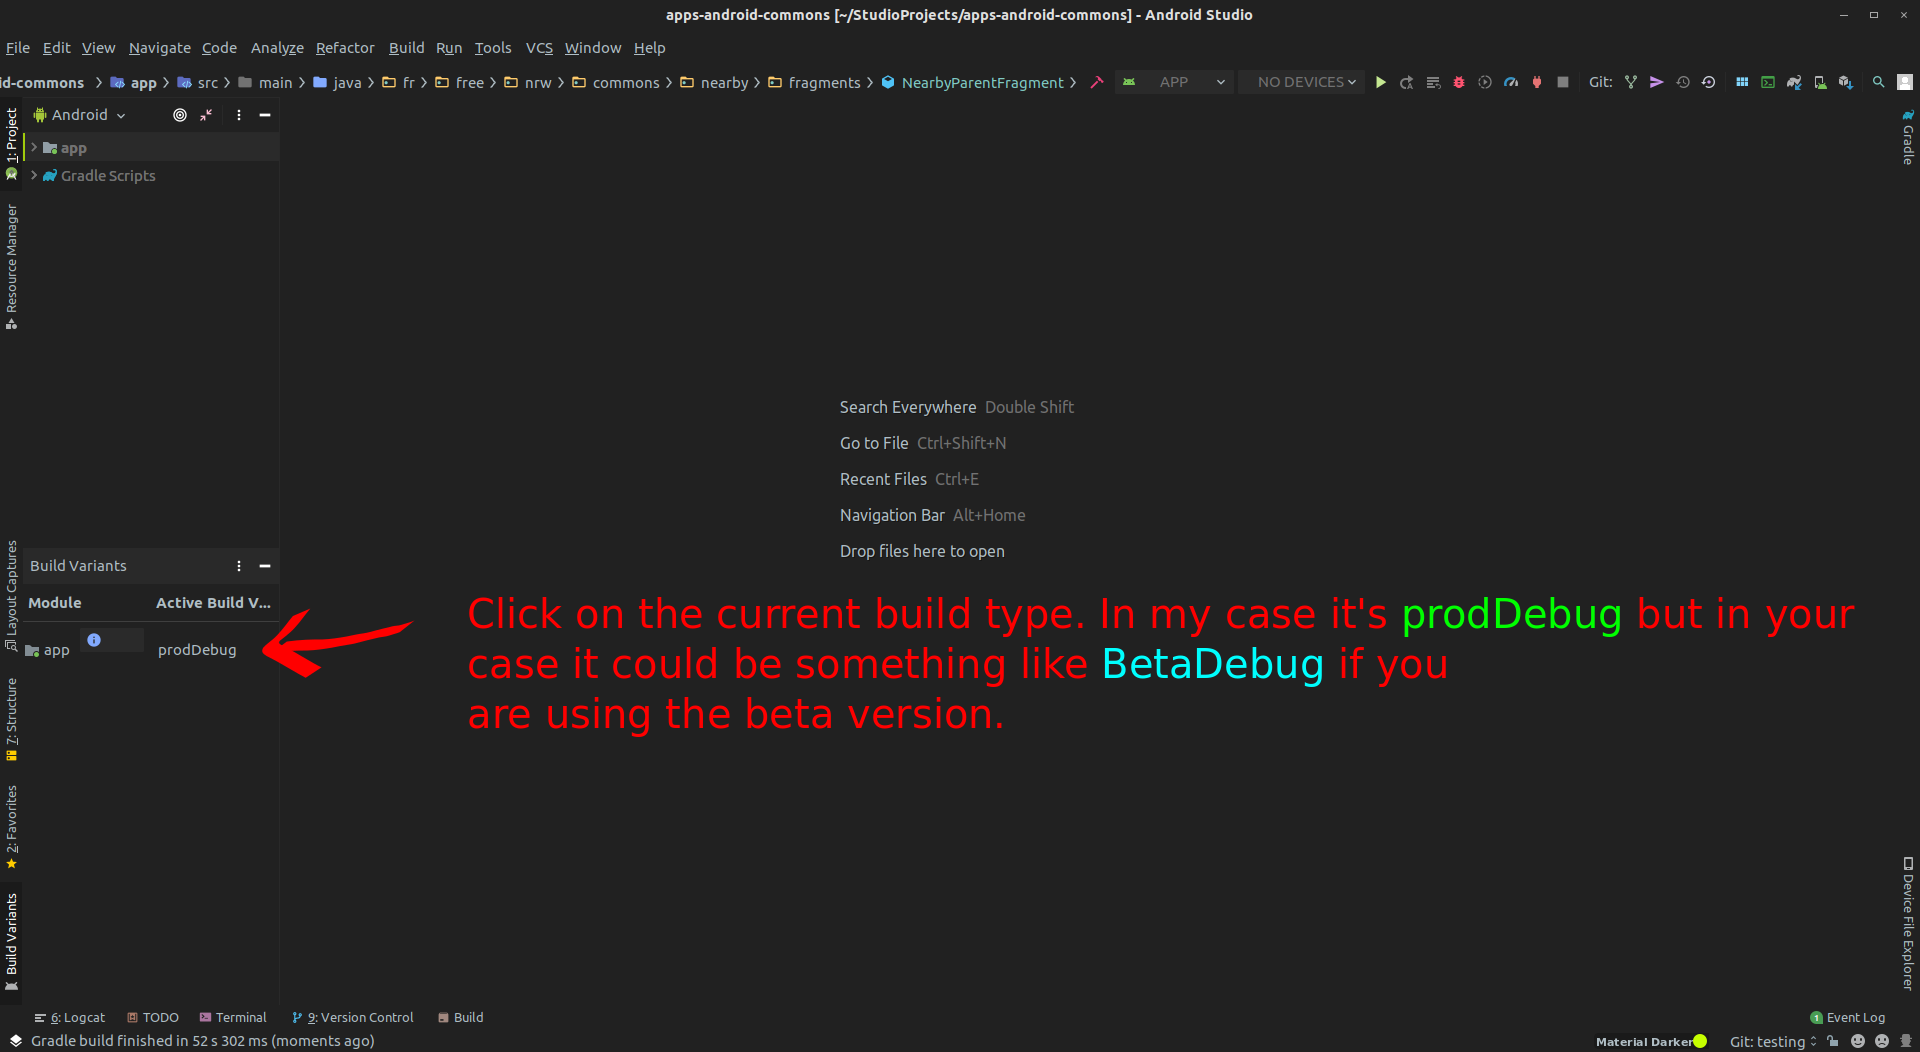 apps-android-commons [~/StudioProjects/apps-android-commons] - Android Studio
File Edit View Navigate Code Analyze Refactor Build Run Tools VCS Window Help
id-commons app src main java fr free nrw commons nearby fragments NearbyParentFragment APP NO DEVICES Git:
Android
app
Gradle Scripts
1: Project
Resource Manager
Layout Captures
7: Structure
2: Favorites
Build Variants
Gradle
Device File Explorer
Search Everywhere Double Shift
Go to File Ctrl+Shift+N
Recent Files Ctrl+E
Navigation Bar Alt+Home
Drop files here to open
Build Variants
Module Active Build V...
app prodDebug
Click on the current build type. In my case it's prodDebug but in your
case it could be something like BetaDebug if you
are using the beta version.
6: Logcat TODO Terminal 9: Version Control Build 1 Event Log
Gradle build finished in 52 s 302 ms (moments ago) Material Darker Git: testing